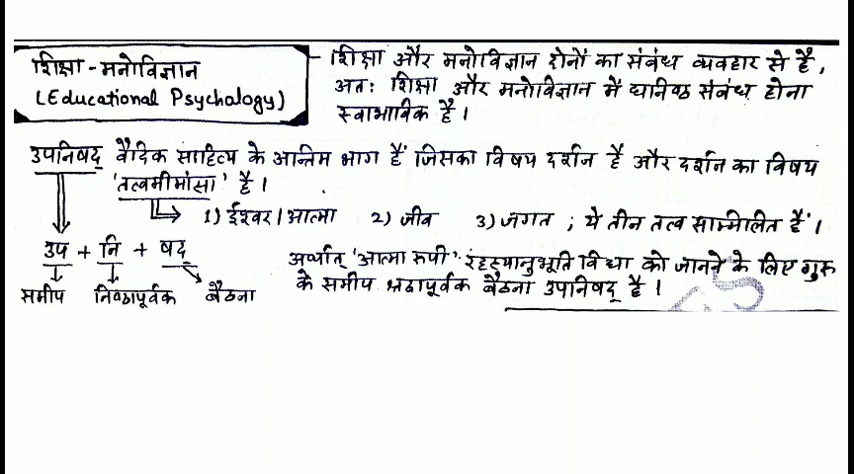 शिक्षा - मनोविज्ञान
(Educational Psychology)
- शिक्षा और मनोविज्ञान दोनों का संबंध व्यवहार से है,
अतः शिक्षा और मनोविज्ञान में घनिष्ठ संबंध होना
स्वाभाविक है।
उपनिषद् वैदिक साहित्य के अन्तिम भाग हैं जिसका विषय दर्शन है और दर्शन का विषय
'तत्वमीमांसा' है।
1) ईश्वर/आत्मा 2) जीव 3) जगत ; ये तीन तत्व सम्मिलित हैं।
उप + नि + षद्
समीप निष्ठापूर्वक बैठना
अर्थात् 'आत्मा रुपी' रहस्यानुभूति विद्या को जानने के लिए गुरु
के समीप श्रद्धापूर्वक बैठना उपनिषद् है।